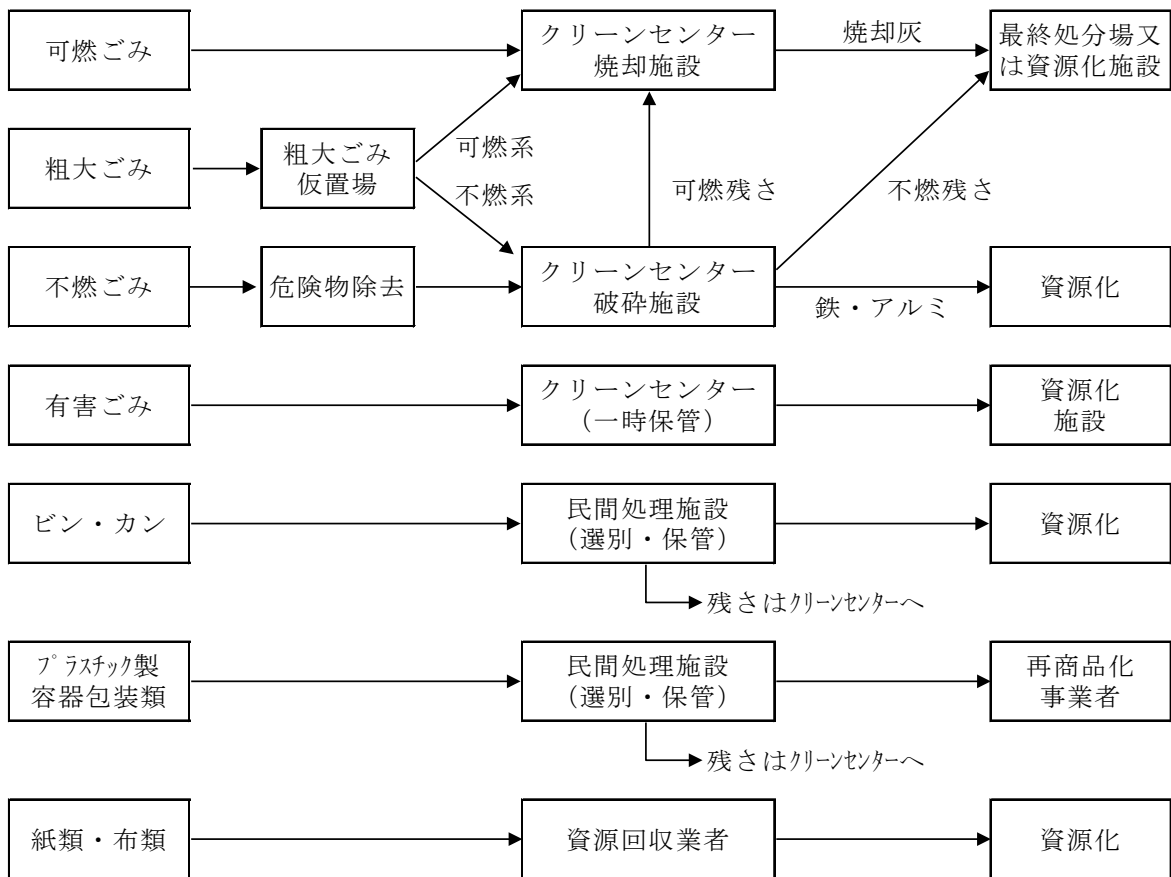 可燃ごみ
クリーンセンター
焼却施設
焼却灰
最終処分場又
は資源化施設
粗大ごみ
粗大ごみ
仮置場
可燃系
不燃系
可燃残さ
不燃残さ
不燃ごみ
危険物除去
クリーンセンター
破砕施設
鉄・アルミ
資源化
有害ごみ
クリーンセンター
（一時保管）
資源化
施設
ビン・カン
民間処理施設
（選別・保管）
資源化
残さはｸﾘｰﾝｾﾝﾀｰへ
ﾌﾟﾗｽﾁｯｸ製
容器包装類
民間処理施設
（選別・保管）
再商品化
事業者
残さはｸﾘｰﾝｾﾝﾀｰへ
紙類・布類
資源回収業者
資源化